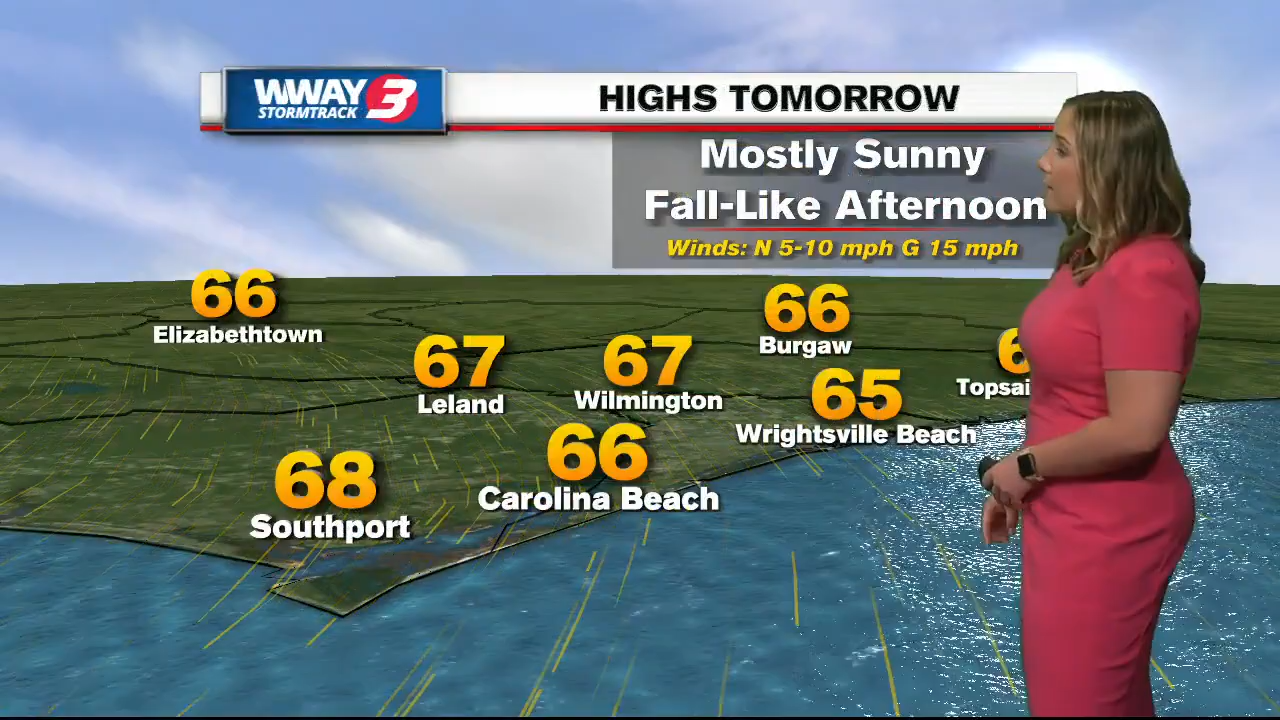 WWAY 3
STORMTRACK
HIGHS TOMORROW
Mostly Sunny
Fall-Like Afternoon
Winds: N 5-10 mph G 15 mph
66
Elizabethtown
67
Leland
67
Wilmington
66
Burgaw
65
Wrightsville Beach
66
Carolina Beach
68
Southport